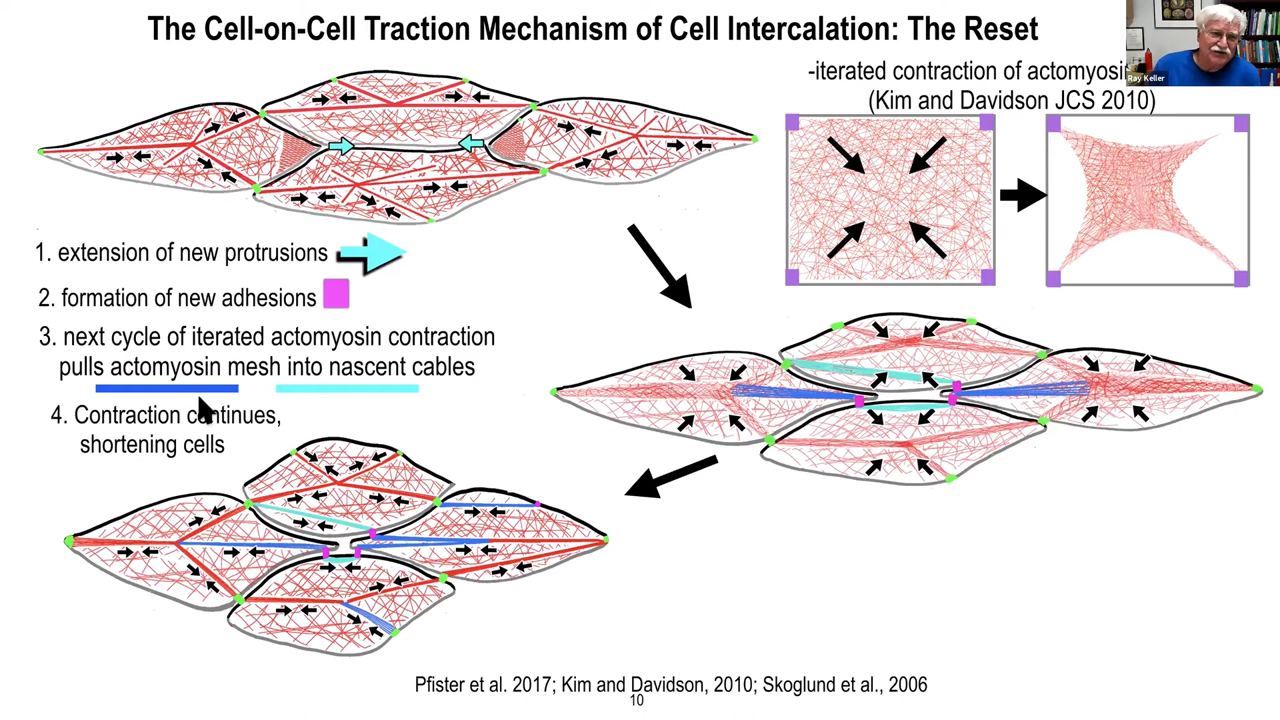 The Cell-on-Cell Traction Mechanism of Cell Intercalation: The Reset
-iterated contraction of actomyosin
(Kim and Davidson JCS 2010)
Ray Keller
1. extension of new protrusions
2. formation of new adhesions
3. next cycle of iterated actomyosin contraction
pulls actomyosin mesh into nascent cables
4. Contraction continues,
shortening cells
Pfister et al. 2017; Kim and Davidson, 2010; Skoglund et al., 2006
10